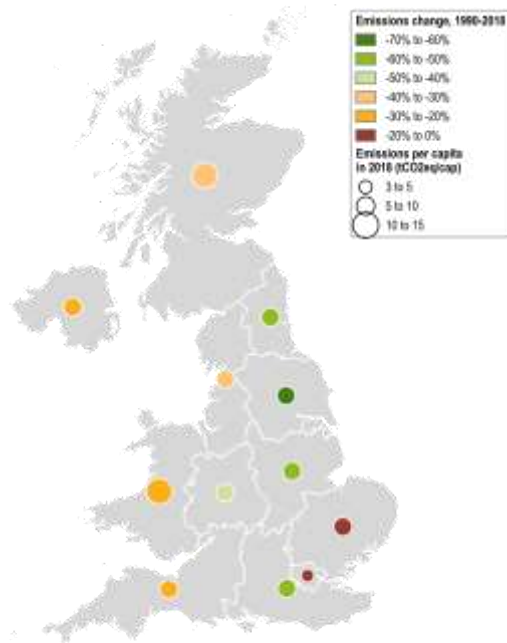 Emissions change, 1990-2018
-70% to -60%
-60% to -50%
-50% to -40%
-40% to -30%
-30% to -20%
-20% to 0%
Emissions per capita
in 2018 (tCO2eq/cap)
3 to 5
5 to 10
10 to 15